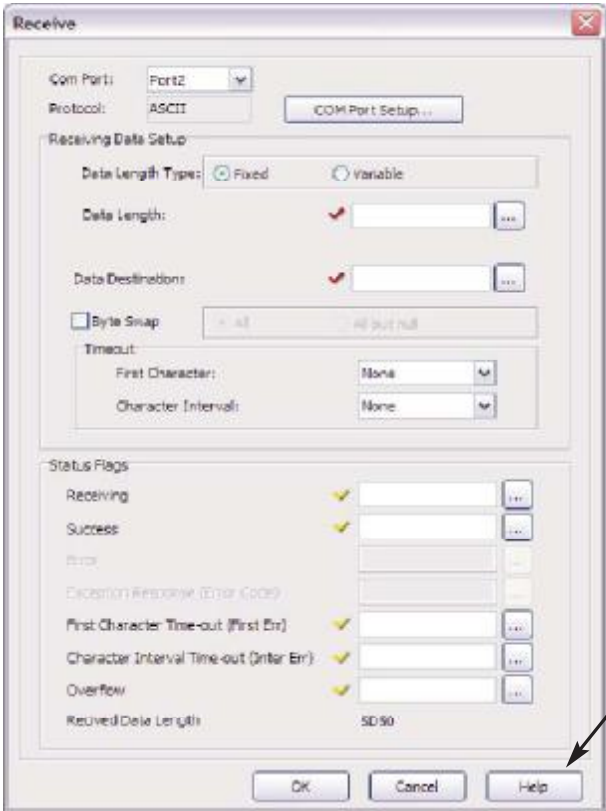 Receive
Com Port: Port2
Protocol: ASCII COM Port Setup...
Receiving Data Setup
Data Length Type: Fixed Variable
Data Length: ...
Data Destination: ...
Byte Swap All All but null
Timeout
First Character: None
Character Interval: None
Status Flags
Receiving ...
Success ...
Error ...
Exception Response (Error Code) ...
First Character Time-out (First Err) ...
Character Interval Time-out (Inter Err) ...
Overflow ...
Recived Data Length SD50
OK Cancel Help